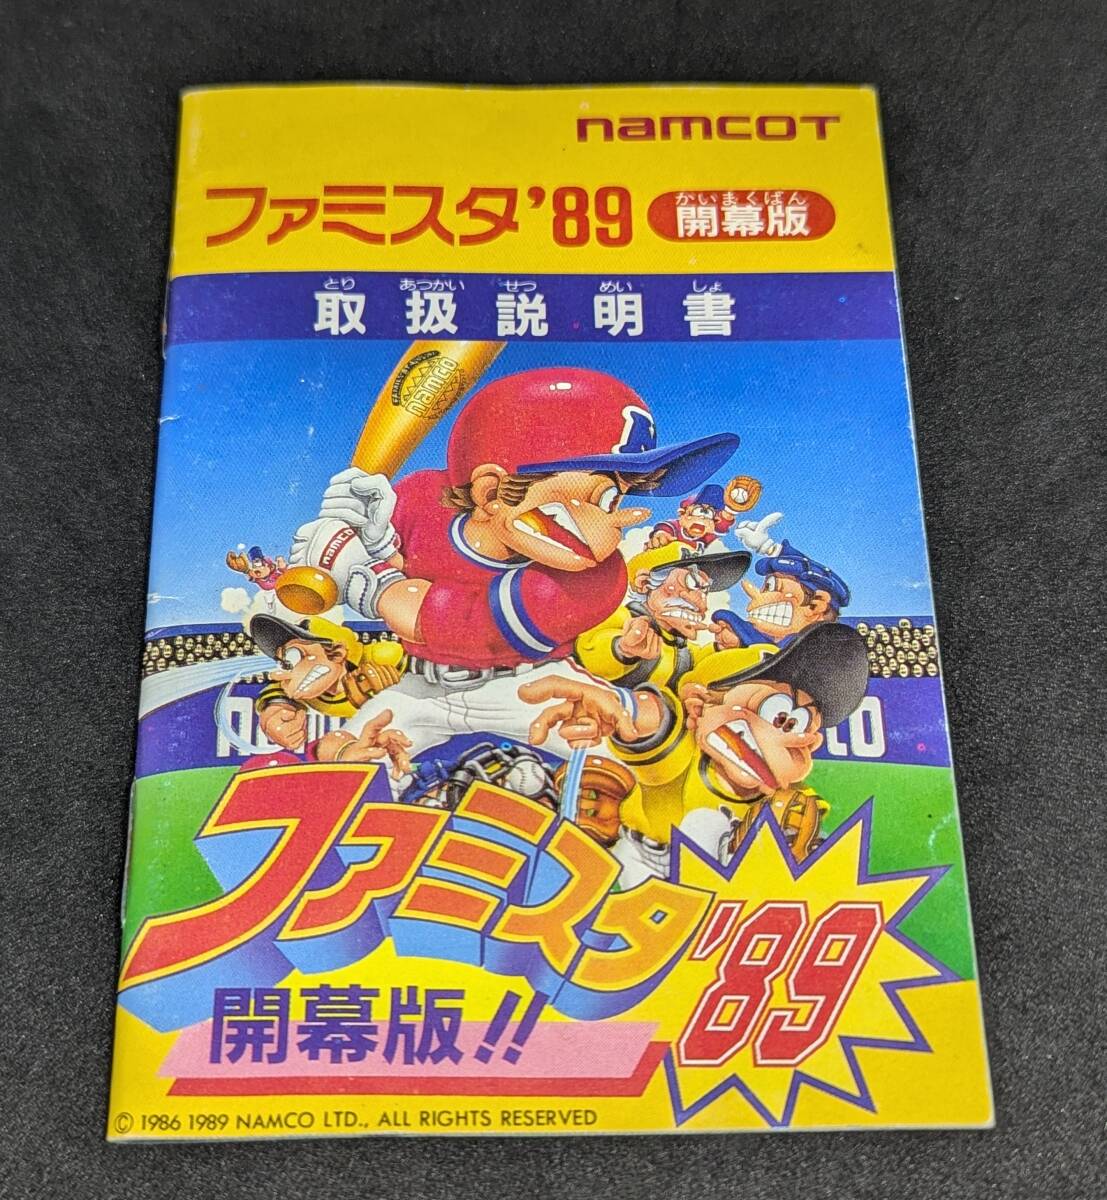 namcot
ファミスタ'89 開幕版
かいまくばん
とり あつかい せつ めい しょ
取扱説明書
namco
N
namco
ファミスタ'89
開幕版!!
© 1986 1989 NAMCO LTD., ALL RIGHTS RESERVED